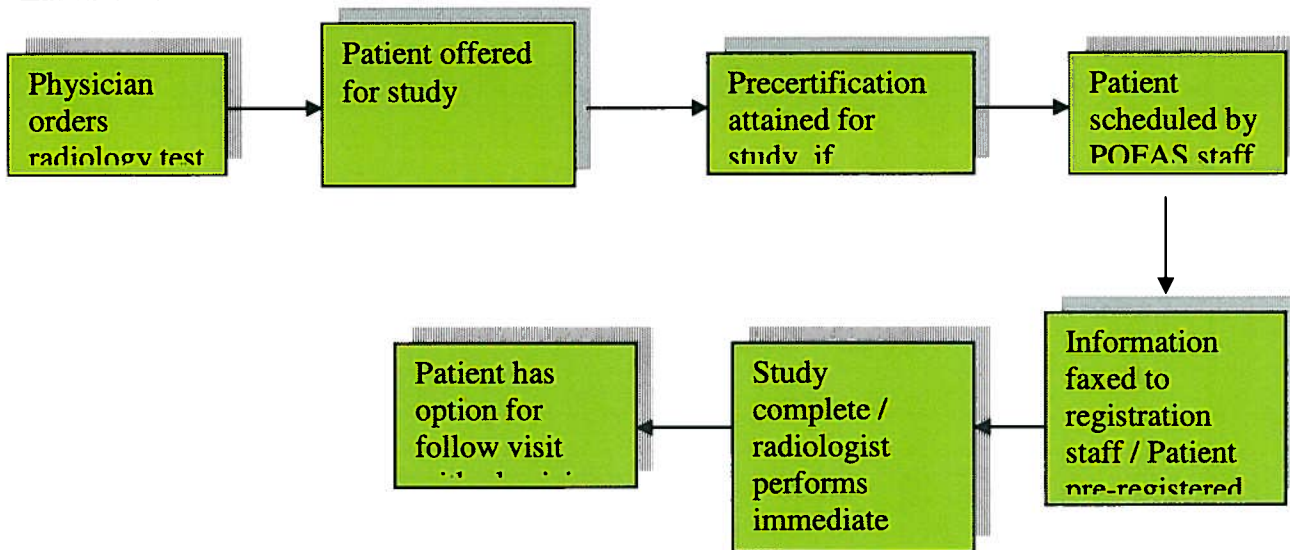 Physician
orders
radiology test
Patient offered
for study
Precertification
attained for
study, if
Patient
scheduled by
POFAS staff
Information
faxed to
registration
staff / Patient
pre-registered
Study
complete /
radiologist
performs
immediate
Patient has
option for
follow visit